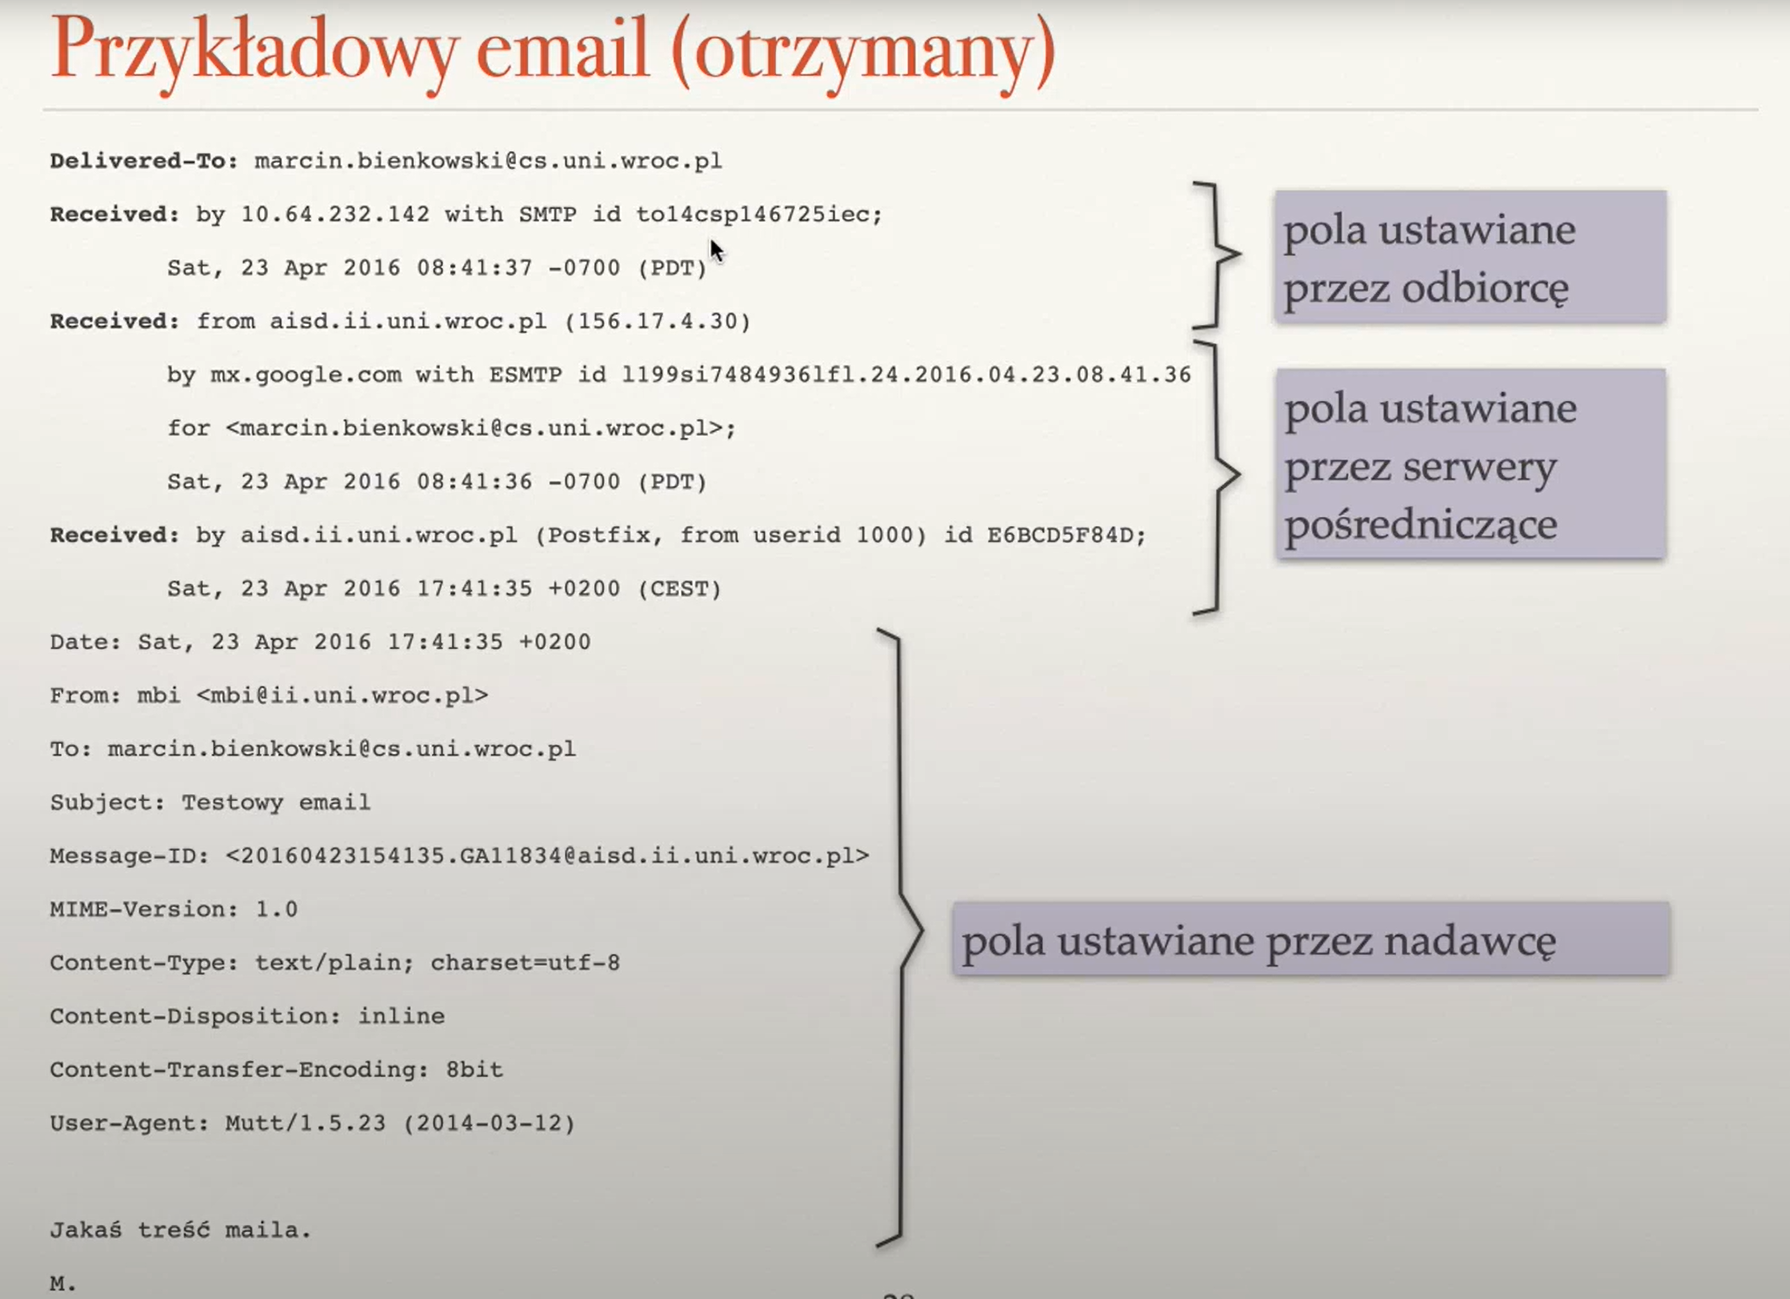 Przykładowy email (otrzymany)
Delivered-To: marcin.bienkowski@cs.uni.wroc.pl
Received: by 10.64.232.142 with SMTP id to14csp146725iec;
Sat, 23 Apr 2016 08:41:37 -0700 (PDT)
Received: from aisd.ii.uni.wroc.pl (156.17.4.30)
by mx.google.com with ESMTP id l199si7484936lfl.24.2016.04.23.08.41.36
for <marcin.bienkowski@cs.uni.wroc.pl>;
Sat, 23 Apr 2016 08:41:36 -0700 (PDT)
Received: by aisd.ii.uni.wroc.pl (Postfix, from userid 1000) id E6BCD5F84D;
Sat, 23 Apr 2016 17:41:35 +0200 (CEST)
Date: Sat, 23 Apr 2016 17:41:35 +0200
From: mbi <mbi@ii.uni.wroc.pl>
To: marcin.bienkowski@cs.uni.wroc.pl
Subject: Testowy email
Message-ID: <20160423154135.GA11834@aisd.ii.uni.wroc.pl>
MIME-Version: 1.0
Content-Type: text/plain; charset=utf-8
Content-Disposition: inline
Content-Transfer-Encoding: 8bit
User-Agent: Mutt/1.5.23 (2014-03-12)
Jakaś treść maila.
M.
pola ustawiane
przez odbiorcę
pola ustawiane
przez serwery
pośredniczące
pola ustawiane przez nadawcę